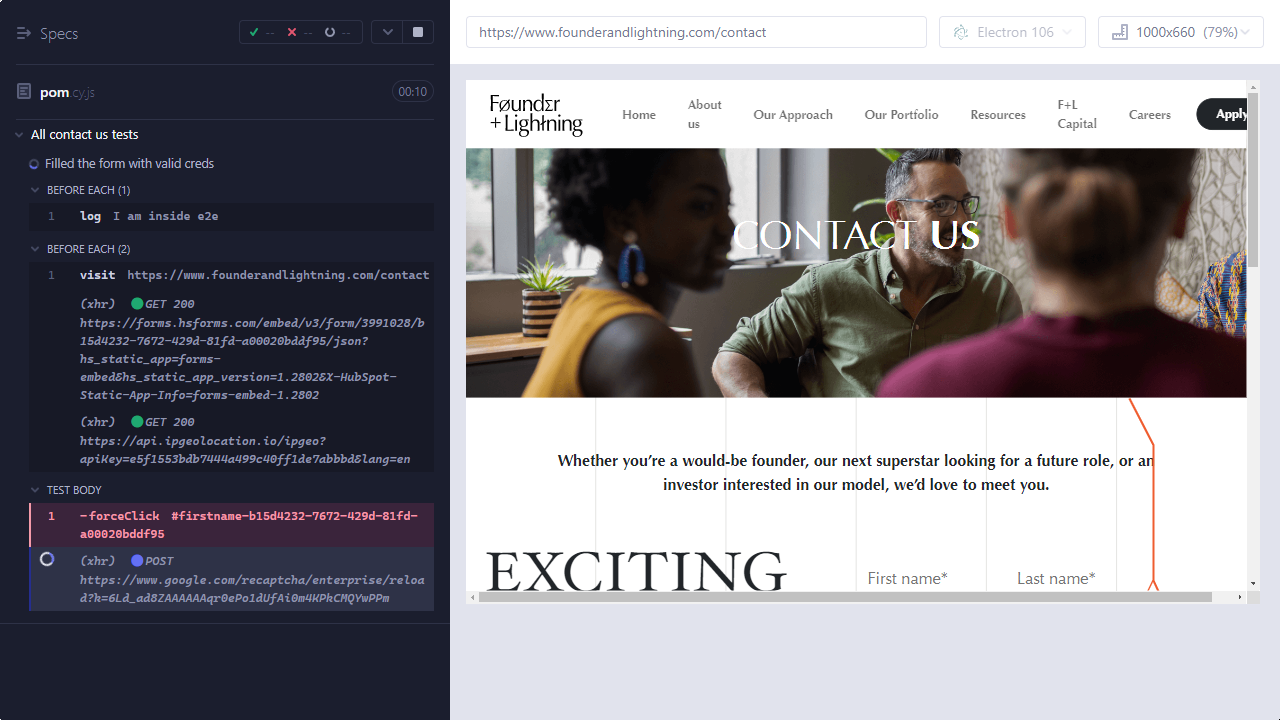 Specs
--
--
--
pom.cy.js
00:10
All contact us tests
Filled the form with valid creds
BEFORE EACH (1)
1 log I am inside e2e
BEFORE EACH (2)
1 visit https://www.founderandlightning.com/contact
(xhr) GET 200
https://forms.hsforms.com/embed/v3/form/3991028/b
15d4232-7672-429d-81fd-a00020bddf95/json?
hs_static_app=forms-
embed&hs_static_app_version=1.2802&X-HubSpot-
Static-App-Info=forms-embed-1.2802
(xhr) GET 200
https://api.ipgeolocation.io/ipgeo?
apiKey=e5f1553bdb7444a499c40ff1de7abbbd&lang=en
TEST BODY
1 -forceClick #firstname-b15d4232-7672-429d-81fd-
a00020bddf95
(xhr) POST
https://www.google.com/recaptcha/enterprise/reloa
d?k=6Ld_ad8ZAAAAAAqr0ePo1dUfAi0m4KPkCMQYwPPm
https://www.founderandlightning.com/contact
Electron 106
1000x660 (79%)
FøundΣr
+Lighłning
Home
About
us
Our Approach
Our Portfolio
Resources
F+L
Capital
Careers
Apply
CONTACT US
Whether you’re a would-be founder, our next superstar looking for a future role, or an
investor interested in our model, we’d love to meet you.
EXCITING
First name*
Last name*